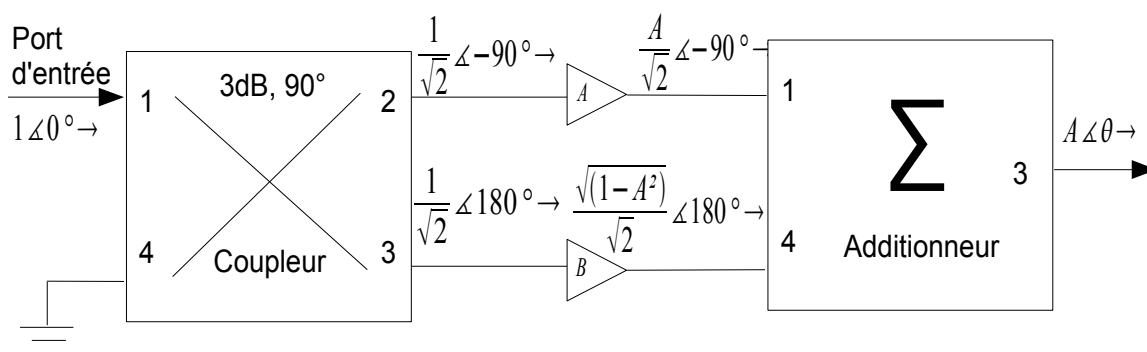 Port
d'entrée
1∡0°→
1
4
3dB, 90°
Coupleur
2
3
1/√2 ∡−90°→
A
A/√2 ∡−90°→
1/√2 ∡180°→
B
√(1−A²)/√2 ∡180°→
1
4
Σ
Additionneur
3
A∡θ→